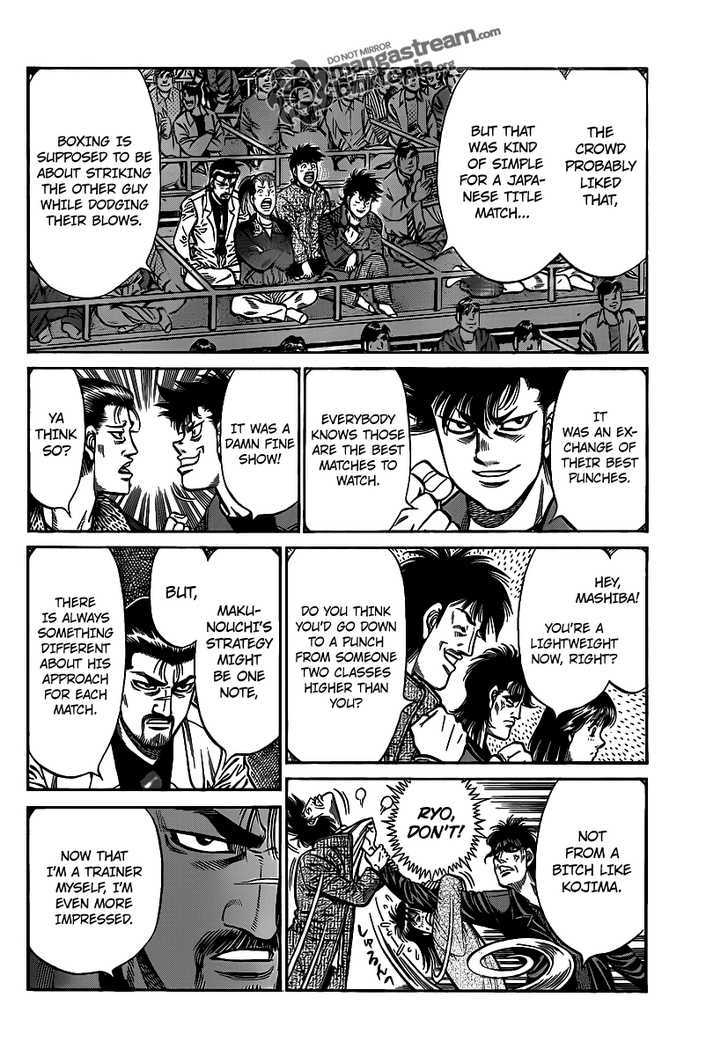 DO NOT MIRROR
mangastream.com
THE
CROWD
PROBABLY
LIKED
THAT,
BUT THAT
WAS KIND
OF SIMPLE
FOR A JAPA-
NESE TITLE
MATCH...
BOXING IS
SUPPOSED TO BE
ABOUT STRIKING
THE OTHER GUY
WHILE DODGING
THEIR BLOWS.
IT
WAS AN EX-
CHANGE OF
THEIR BEST
PUNCHES.
EVERYBODY
KNOWS THOSE
ARE THE BEST
MATCHES TO
WATCH.
IT WAS A
DAMN FINE
SHOW!
YA
THINK
SO?
HEY,
MASHIBA!
YOU'RE A
LIGHTWEIGHT
NOW, RIGHT?
DO YOU THINK
YOU'D GO DOWN
TO A PUNCH
FROM SOMEONE
TWO CLASSES
HIGHER THAN
YOU?
NOT
FROM A
BITCH LIKE
KOJIMA.
RYO,
DON'T!
BUT,
MAKU-
NOUCHI'S
STRATEGY
MIGHT
BE ONE
NOTE,
THERE
IS ALWAYS
SOMETHING
DIFFERENT
ABOUT HIS
APPROACH
FOR EACH
MATCH.
NOW THAT
I'M A TRAINER
MYSELF, I'M
EVEN MORE
IMPRESSED.